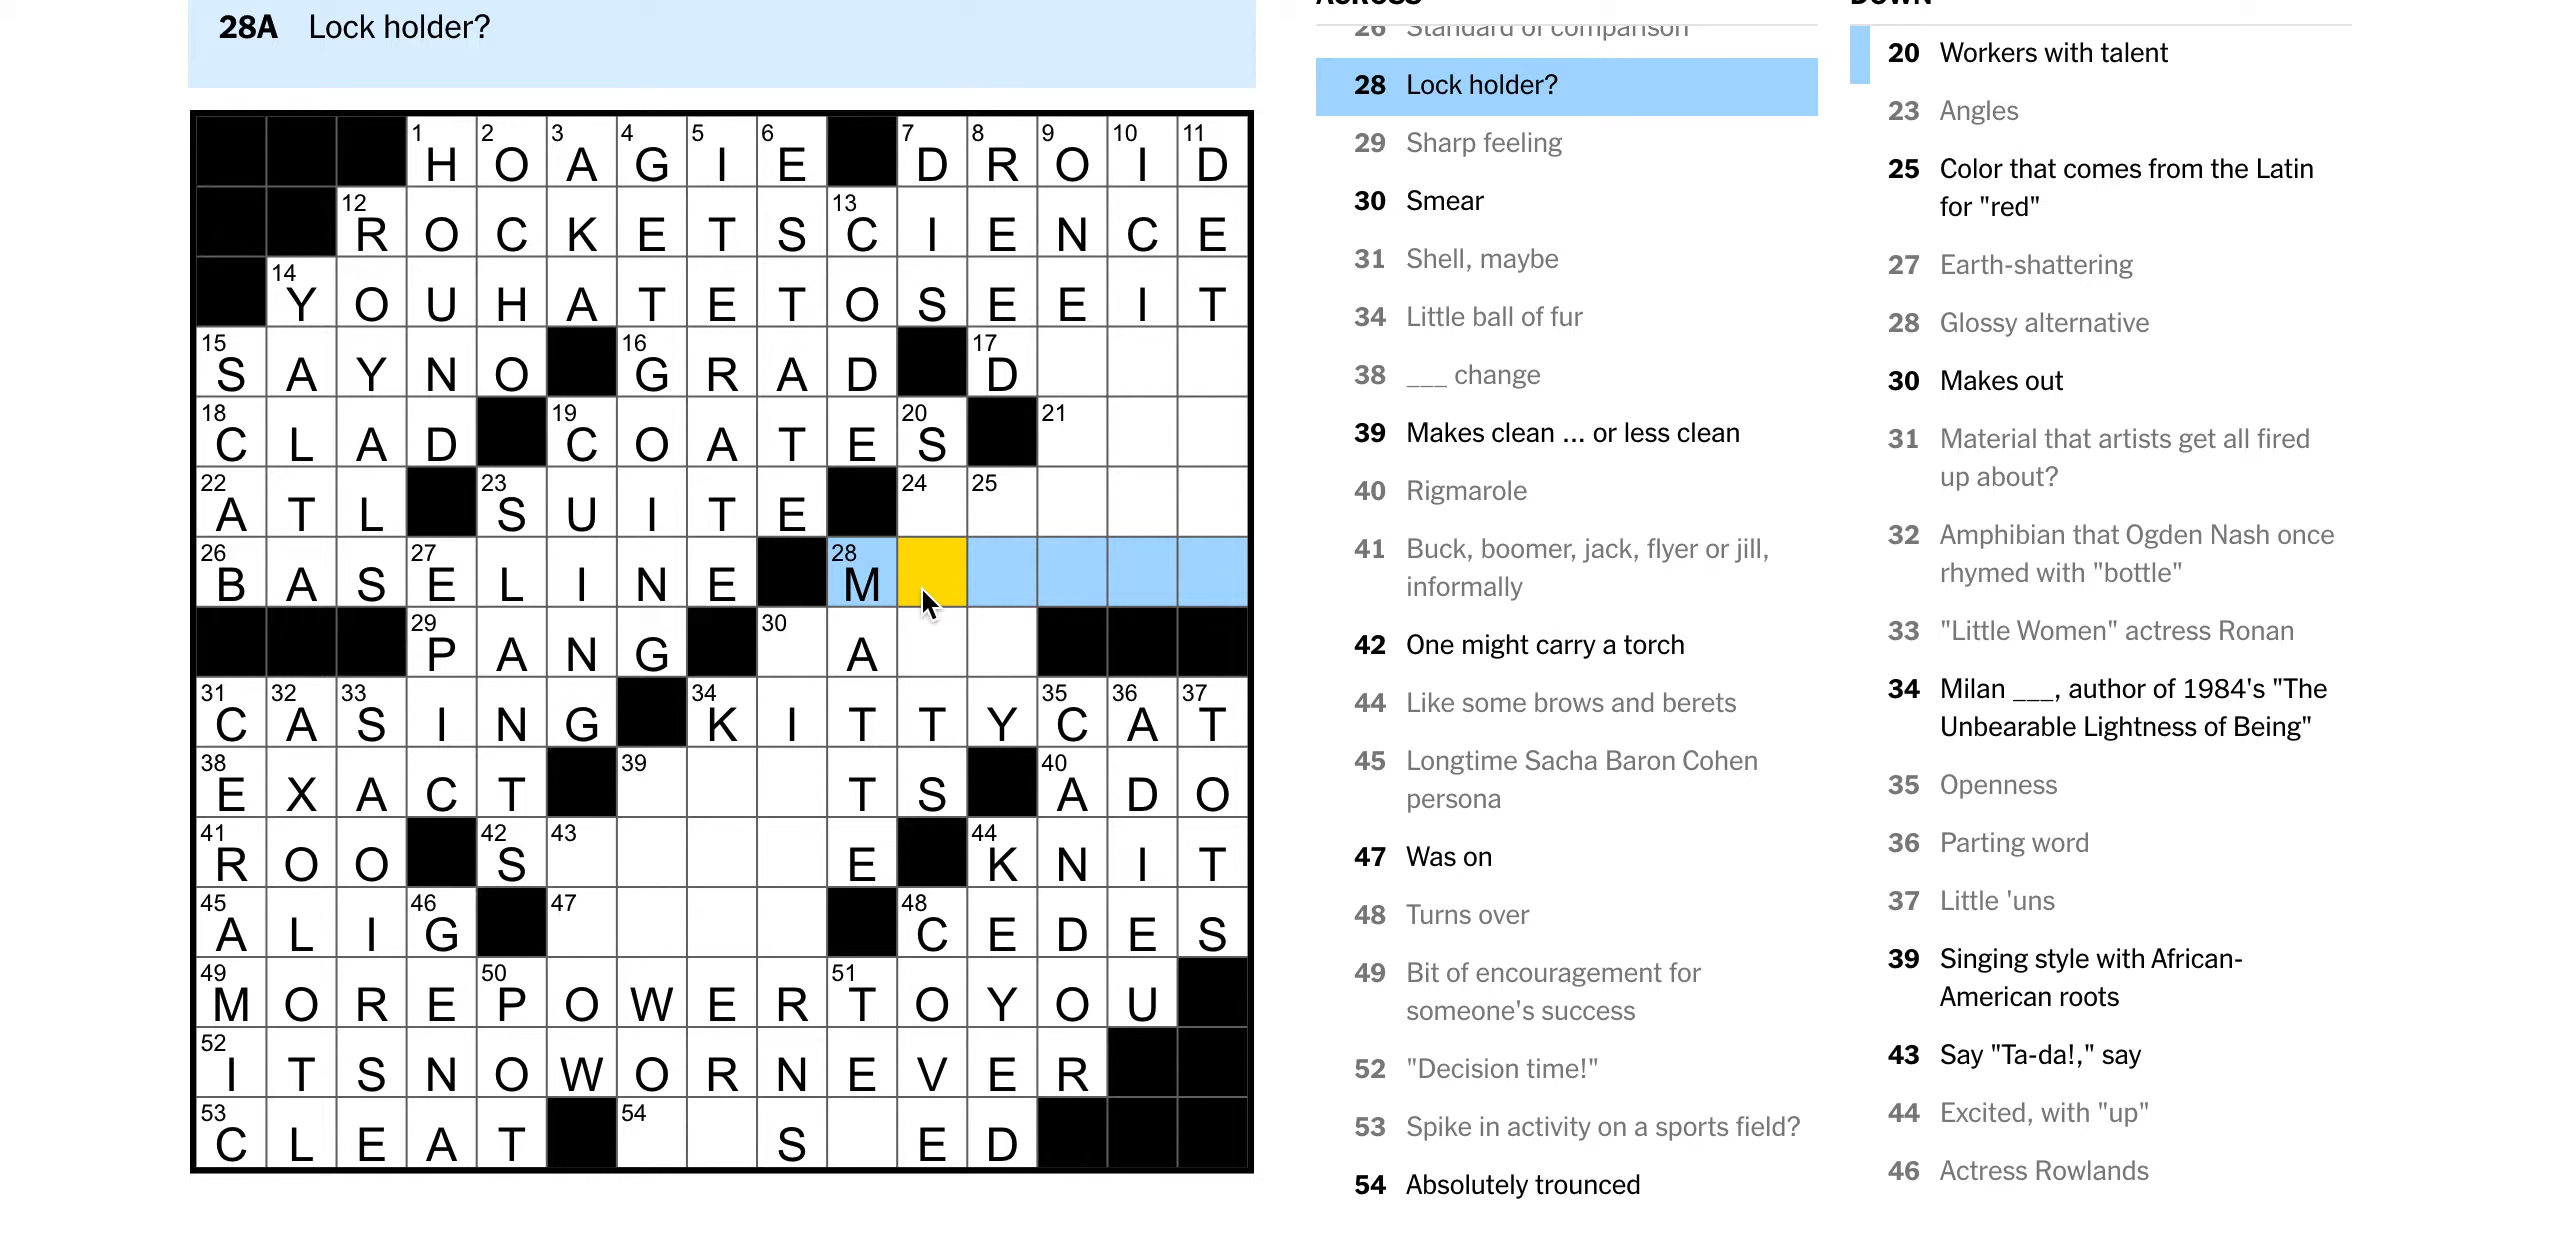 ACROSS DOWN
28A Lock holder?
1 2 3 4 5 6 7 8 9 10 11
H O A G I E D R O I D
12 13
R O C K E T S C I E N C E
14
Y O U H A T E T O S E E I T
15 16 17
S A Y N O G R A D D
18 19 20 21
C L A D C O A T E S
22 23 24 25
A T L S U I T E
26 27 28
B A S E L I N E M
29 30
P A N G A
31 32 33 34 35 36 37
C A S I N G K I T T Y C A T
38 39 40
E X A C T T S A D O
41 42 43 44
R O O S E K N I T
45 46 47 48
A L I G C E D E S
49 50 51
M O R E P O W E R T O Y O U
52
I T S N O W O R N E V E R
53 54
C L E A T S E D
26 Standard of comparison
28 Lock holder?
29 Sharp feeling
30 Smear
31 Shell, maybe
34 Little ball of fur
38 ___ change
39 Makes clean ... or less clean
40 Rigmarole
41 Buck, boomer, jack, flyer or jill,
informally
42 One might carry a torch
44 Like some brows and berets
45 Longtime Sacha Baron Cohen
persona
47 Was on
48 Turns over
49 Bit of encouragement for
someone's success
52 "Decision time!"
53 Spike in activity on a sports field?
54 Absolutely trounced
20 Workers with talent
23 Angles
25 Color that comes from the Latin
for "red"
27 Earth-shattering
28 Glossy alternative
30 Makes out
31 Material that artists get all fired
up about?
32 Amphibian that Ogden Nash once
rhymed with "bottle"
33 "Little Women" actress Ronan
34 Milan ___, author of 1984's "The
Unbearable Lightness of Being"
35 Openness
36 Parting word
37 Little 'uns
39 Singing style with African-
American roots
43 Say "Ta-da!," say
44 Excited, with "up"
46 Actress Rowlands